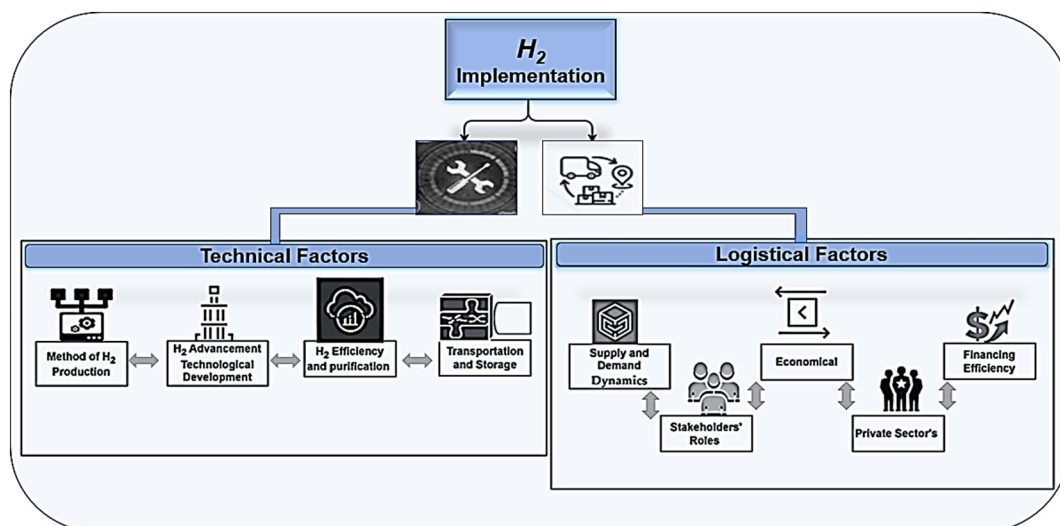 H2
Implementation
Technical Factors
Logistical Factors
Method of H2
Production
H2 Advancement
Technological
Development
H2 Efficiency
and purification
Transportation
and Storage
Supply and
Demand
Dynamics
Stakeholders'
Roles
Economical
Private Sector's
Financing
Efficiency